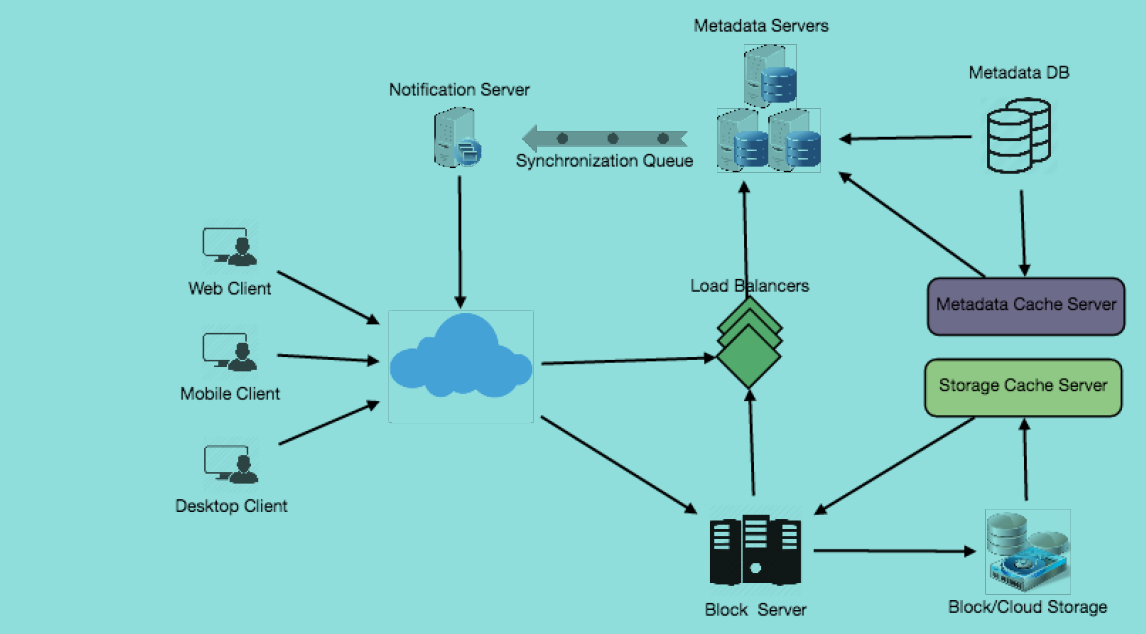 Metadata Servers
Metadata DB
Notification Server
Synchronization Queue
Web Client
Load Balancers
Metadata Cache Server
Mobile Client
Storage Cache Server
Desktop Client
Block Server
Block/Cloud Storage